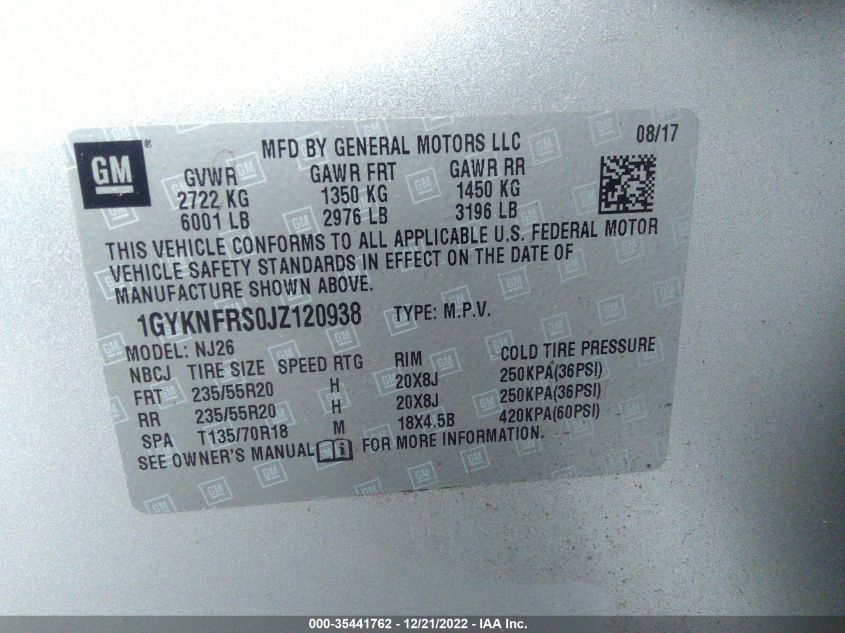 GM
MFD BY GENERAL MOTORS LLC 08/17
GVWR GAWR FRT GAWR RR
2722 KG 1350 KG 1450 KG
6001 LB 2976 LB 3196 LB
THIS VEHICLE CONFORMS TO ALL APPLICABLE U.S. FEDERAL MOTOR
VEHICLE SAFETY STANDARDS IN EFFECT ON THE DATE OF
MANUFACTURE SHOWN ABOVE.
1GYKNFRS0JZ120938 TYPE: M.P.V.
MODEL: NJ26
NBCJ TIRE SIZE SPEED RTG RIM COLD TIRE PRESSURE
FRT 235/55R20 H 20X8J 250KPA(36PSI)
RR 235/55R20 H 20X8J 250KPA(36PSI)
SPA T135/70R18 M 18X4.5B 420KPA(60PSI)
SEE OWNER'S MANUAL FOR MORE INFORMATION.
000-35441762 - 12/21/2022 - IAA Inc.